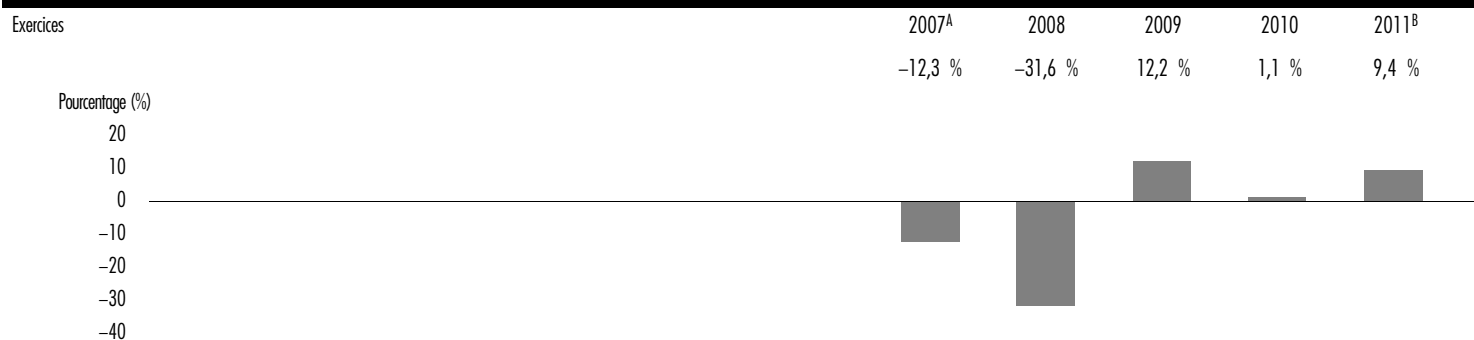 Exercices 2007A 2008 2009 2010 2011B
–12,3 % –31,6 % 12,2 % 1,1 % 9,4 %
Pourcentage (%)
20
10
0
–10
–20
–30
–40